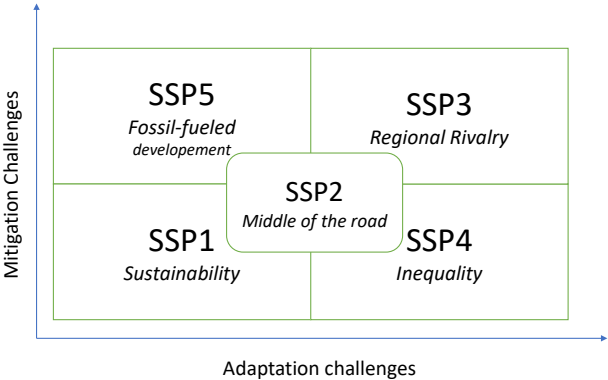 Mitigation Challenges
SSP5
Fossil-fueled
developement
SSP3
Regional Rivalry
SSP2
Middle of the road
SSP1
Sustainability
SSP4
Inequality
Adaptation challenges